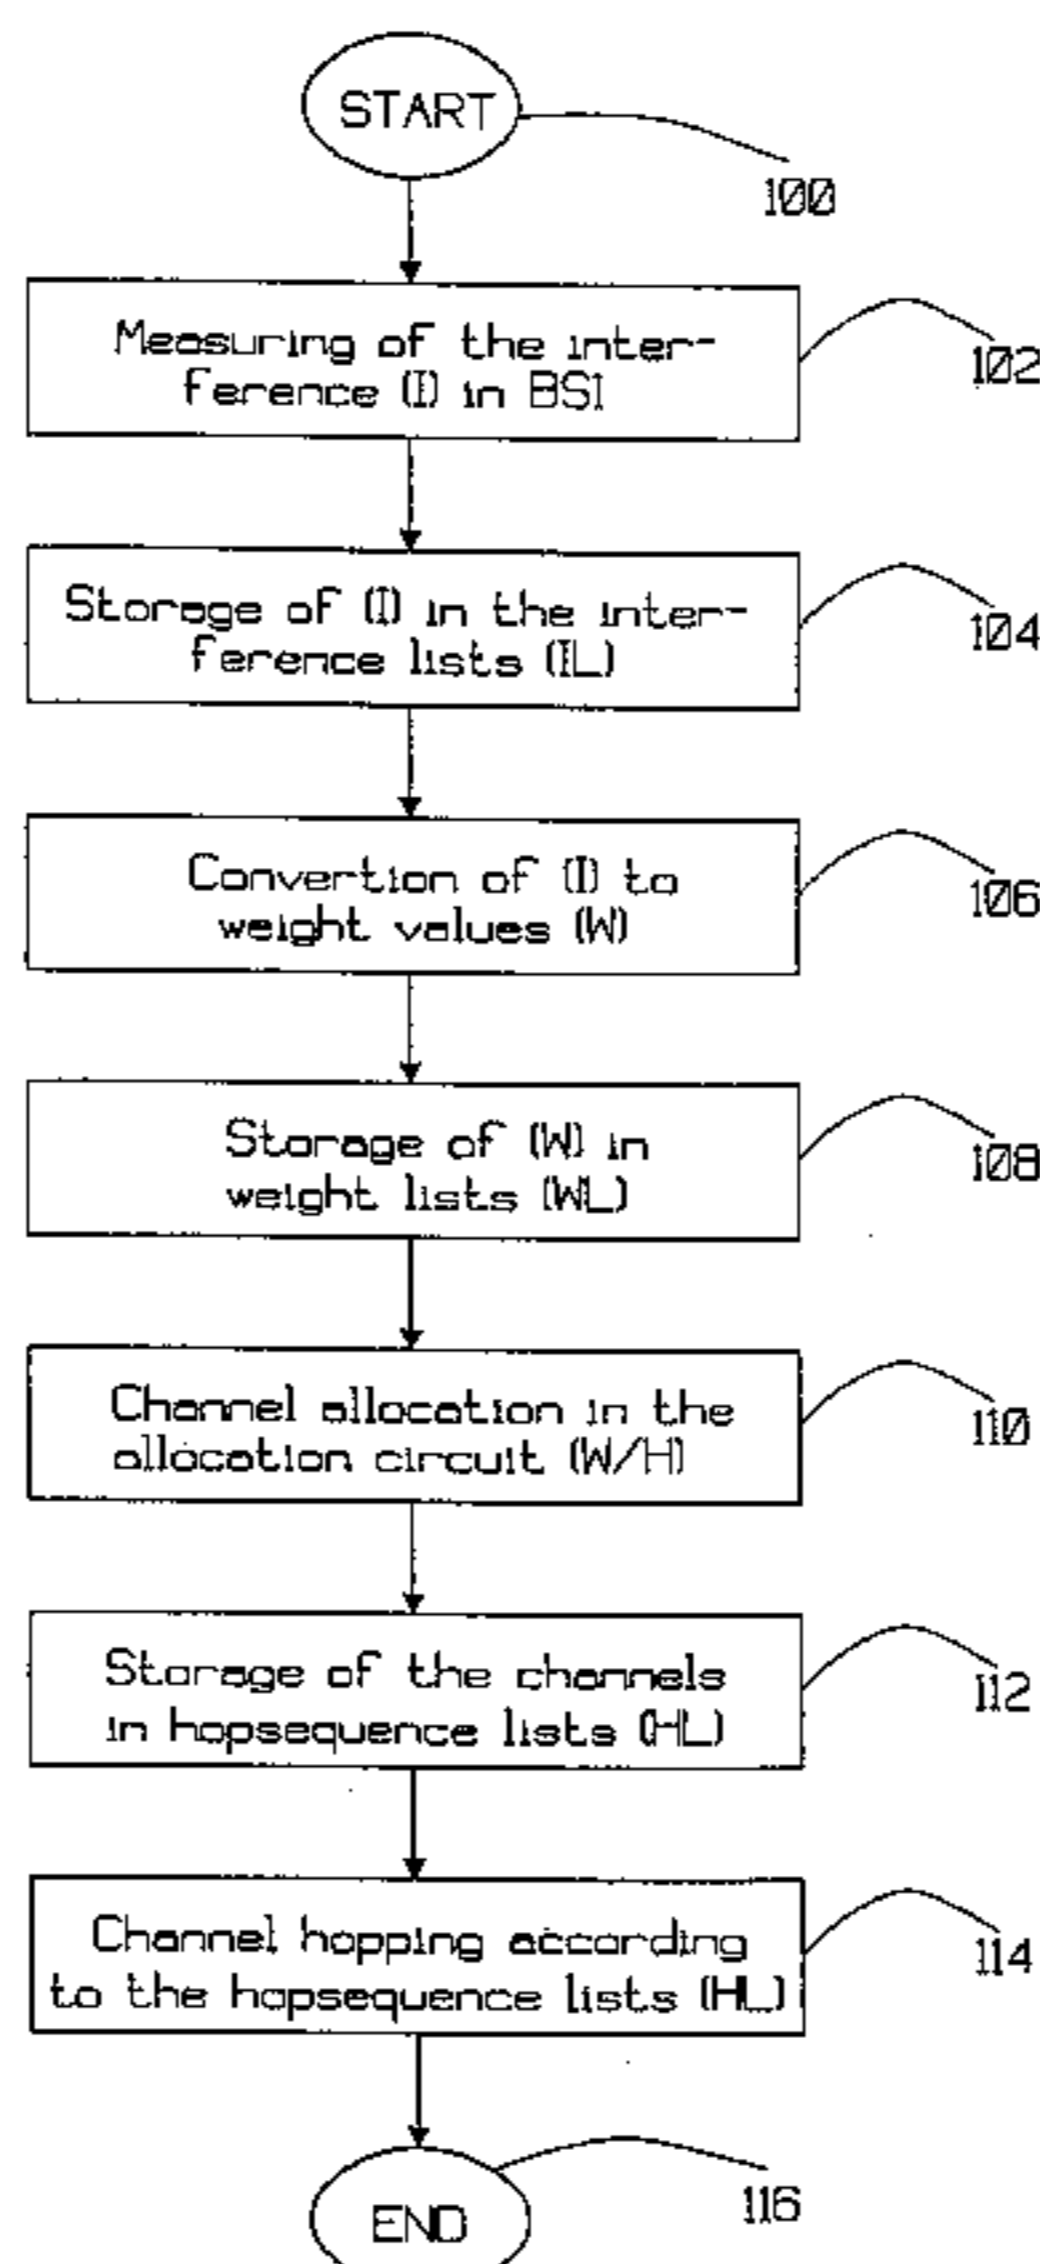 START
100
Measuring of the inter-
ference (I) in BS1
102
Storage of (I) in the inter-
ference lists (IL)
104
Convertion of (I) to
weight values (W)
106
Storage of (W) in
weight lists (WL)
108
Channel allocation in the
allocation circuit (W/H)
110
Storage of the channels
in hopsequence lists (HL)
112
Channel hopping according
to the hopsequence lists (HL)
114
END
116